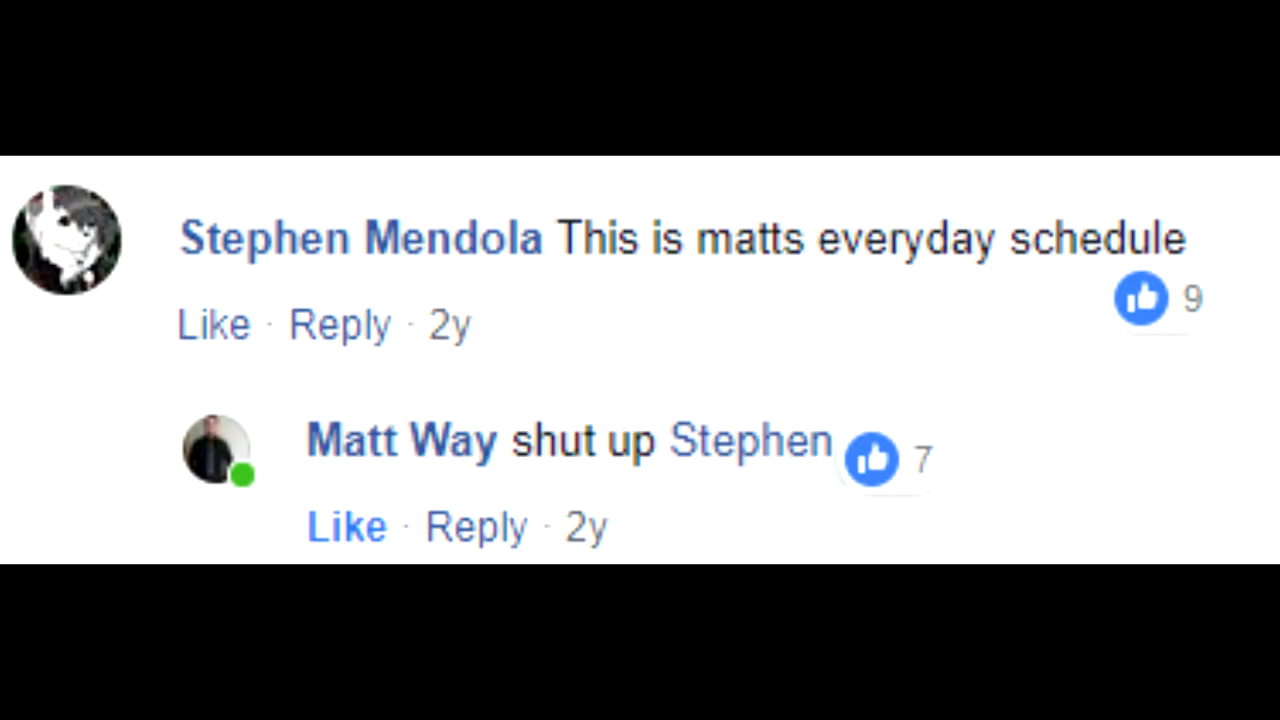 Stephen Mendola This is matts everyday schedule
9
Like · Reply · 2y
Matt Way shut up Stephen 7
Like · Reply · 2y